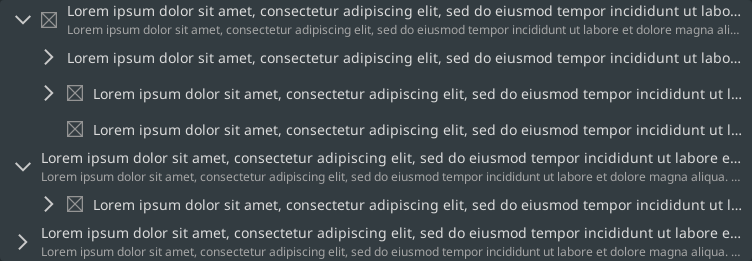 Lorem ipsum dolor sit amet, consectetur adipiscing elit, sed do eiusmod tempor incididunt ut labo…
Lorem ipsum dolor sit amet, consectetur adipiscing elit, sed do eiusmod tempor incididunt ut labore et dolore magna ali…
Lorem ipsum dolor sit amet, consectetur adipiscing elit, sed do eiusmod tempor incididunt ut labo…
Lorem ipsum dolor sit amet, consectetur adipiscing elit, sed do eiusmod tempor incididunt ut l…
Lorem ipsum dolor sit amet, consectetur adipiscing elit, sed do eiusmod tempor incididunt ut l…
Lorem ipsum dolor sit amet, consectetur adipiscing elit, sed do eiusmod tempor incididunt ut labore e…
Lorem ipsum dolor sit amet, consectetur adipiscing elit, sed do eiusmod tempor incididunt ut labore et dolore magna aliqua. …
Lorem ipsum dolor sit amet, consectetur adipiscing elit, sed do eiusmod tempor incididunt ut l…
Lorem ipsum dolor sit amet, consectetur adipiscing elit, sed do eiusmod tempor incididunt ut labore e…
Lorem ipsum dolor sit amet, consectetur adipiscing elit, sed do eiusmod tempor incididunt ut labore et dolore magna aliqua. …